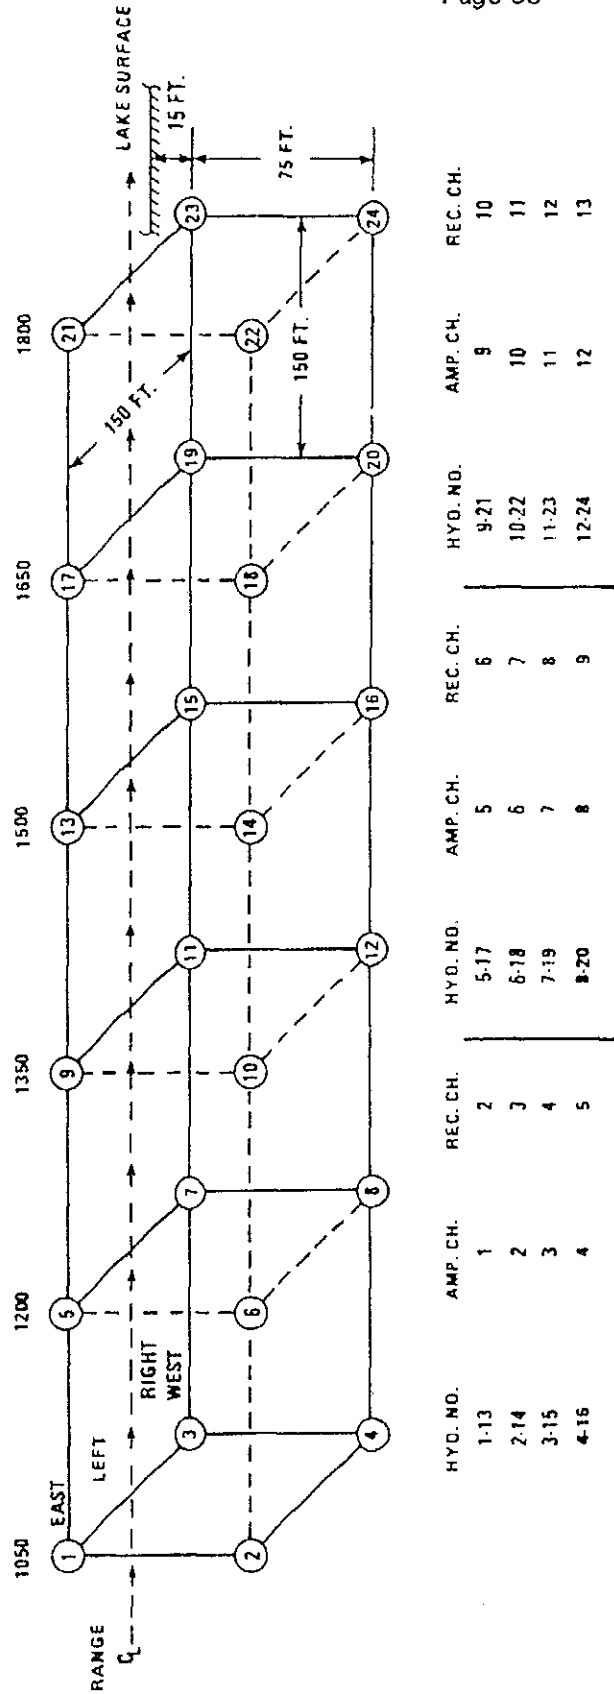 Page 58
1050 1200 1350 1500 1650 1800
RANGE
C L
LAKE SURFACE
EAST
LEFT
RIGHT
WEST
15 FT.
75 FT.
150 FT.
150 FT.
1 5 9 13 17 21
3 7 11 15 19 23
2 6 10 14 18 22
4 8 12 16 20 24
HYD. NO. AMP. CH. REC. CH. HYD. NO. AMP. CH. REC. CH. HYD. NO. AMP. CH. REC. CH.
1-13 1 2 5-17 5 6 9-21 9 10
2-14 2 3 6-18 6 7 10-22 10 11
3-15 3 4 7-19 7 8 11-23 11 12
4-16 4 5 8-20 8 9 12-24 12 13